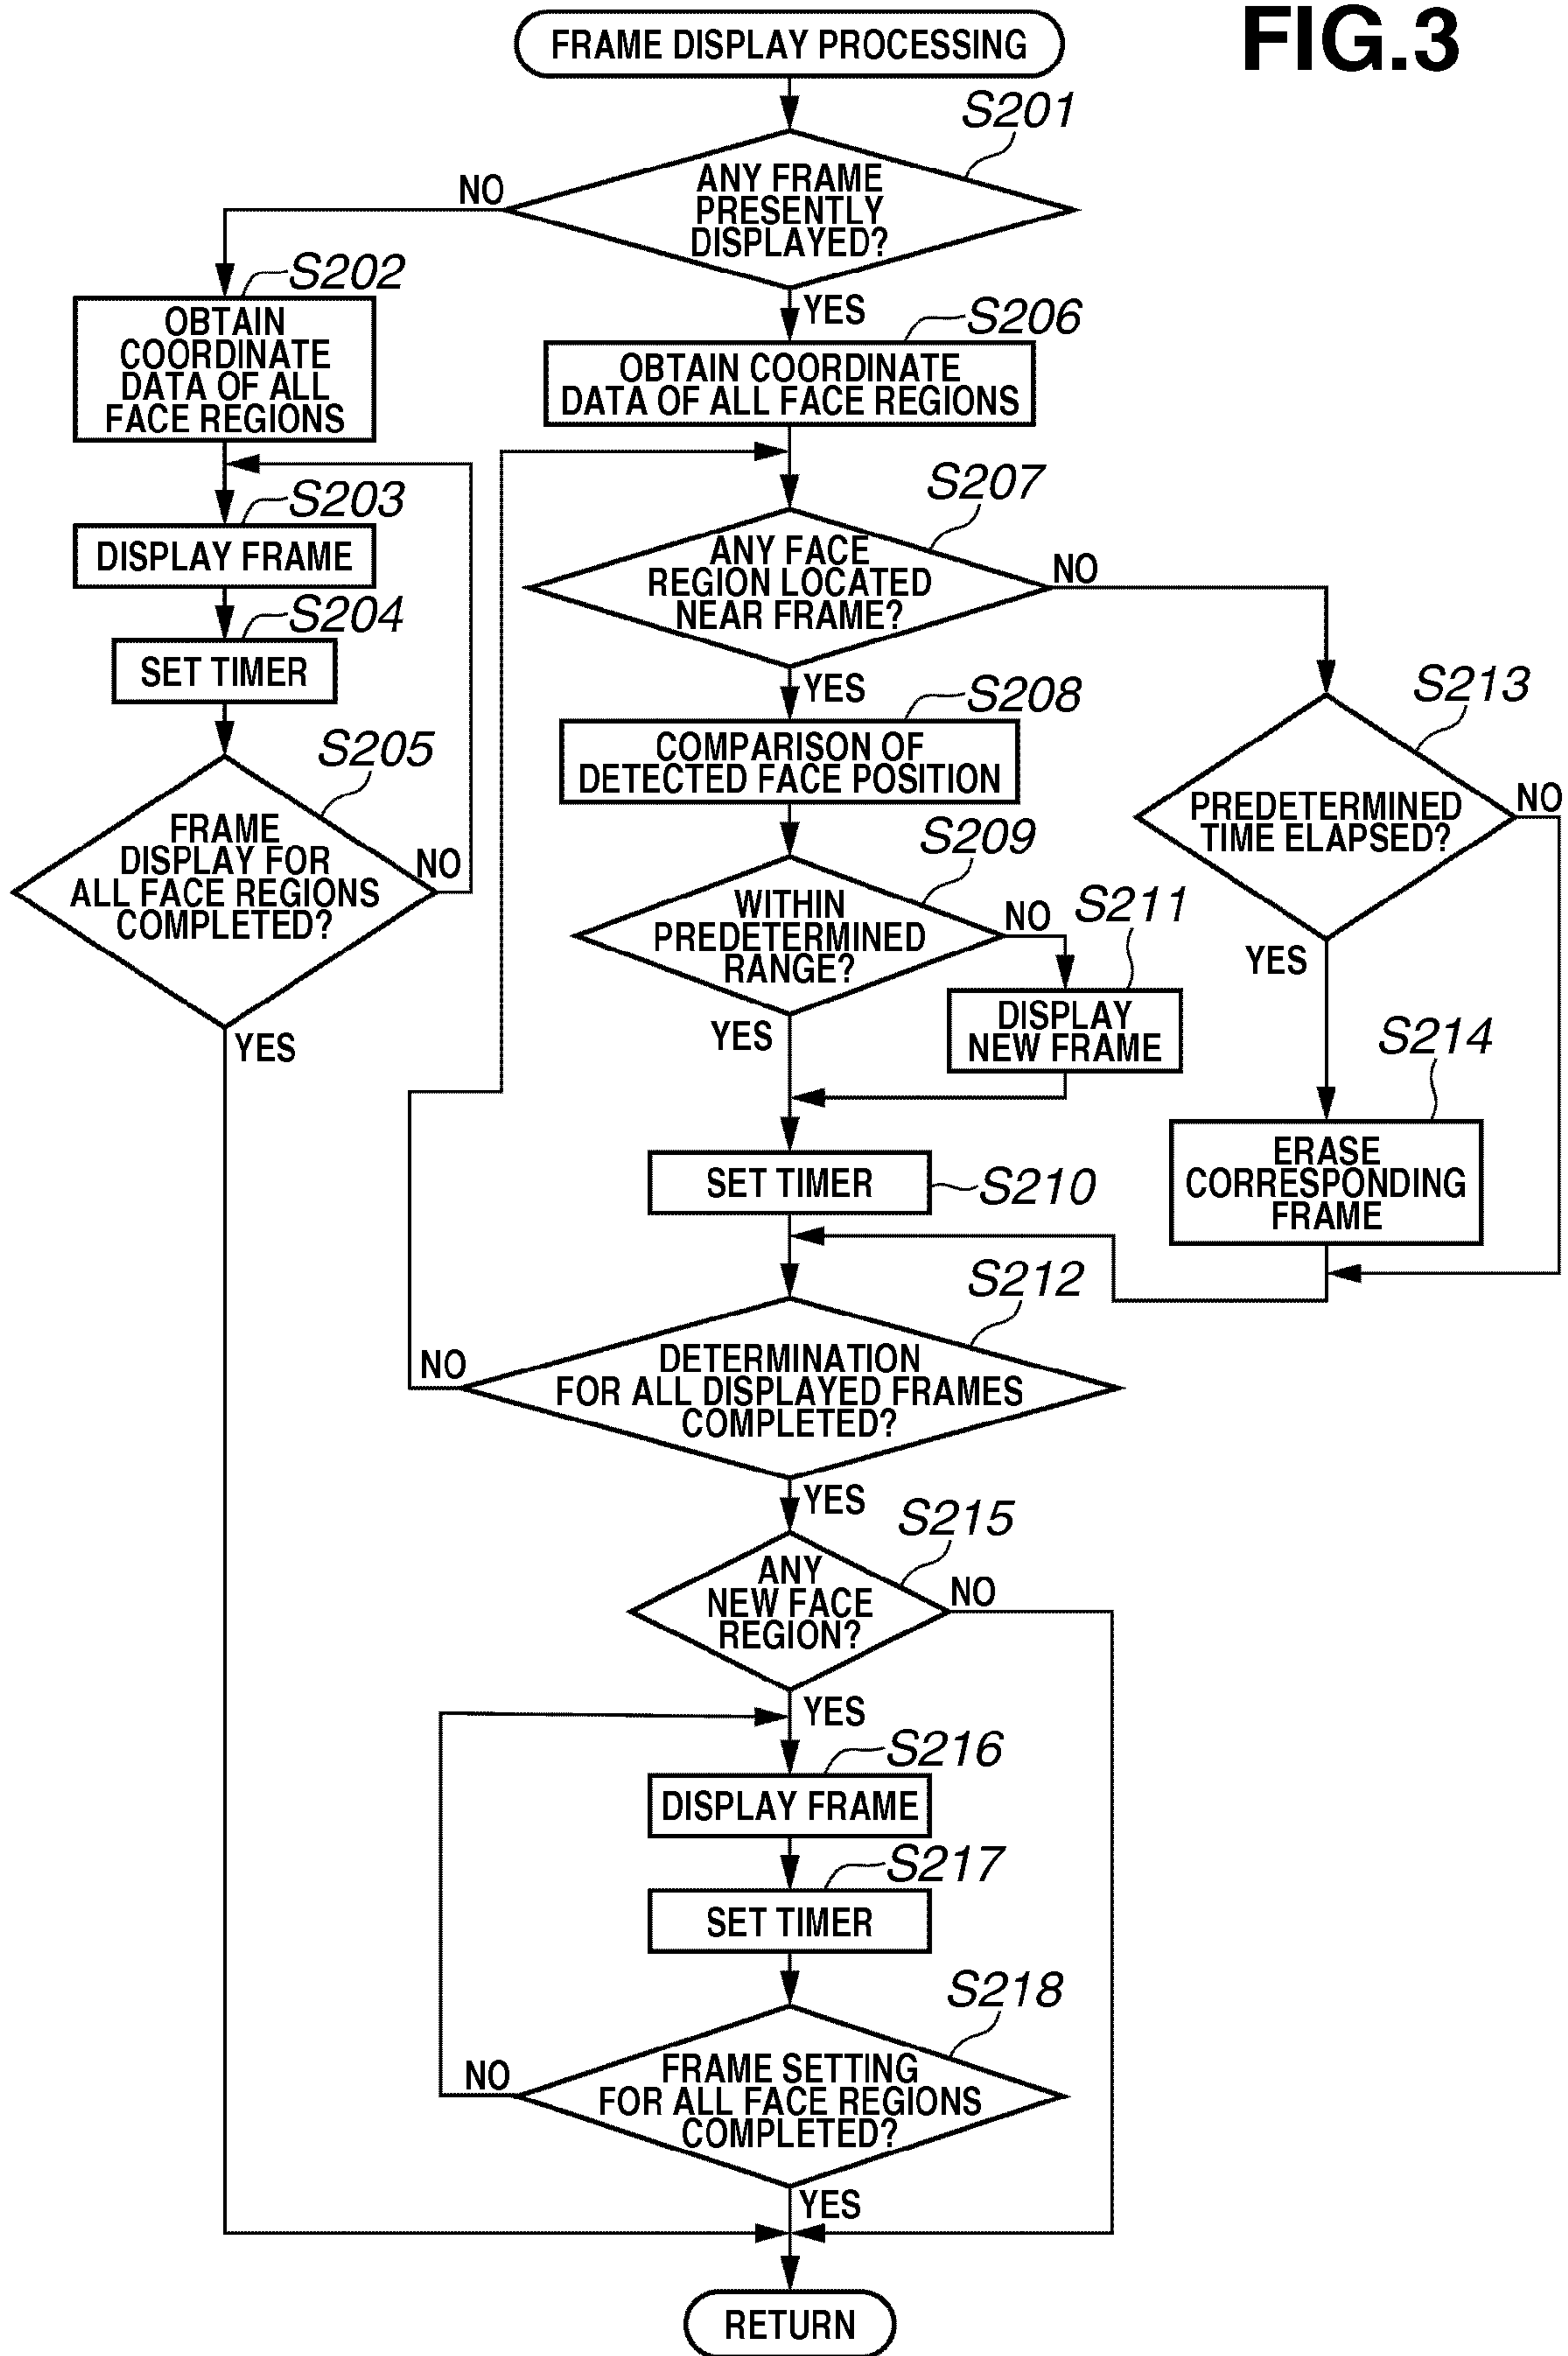 FIG.3
FRAME DISPLAY PROCESSING
S201
ANY FRAME
PRESENTLY
DISPLAYED?
NO
YES
S202
OBTAIN
COORDINATE
DATA OF ALL
FACE REGIONS
S203
DISPLAY FRAME
S204
SET TIMER
S205
FRAME
DISPLAY FOR
ALL FACE REGIONS
COMPLETED?
NO
YES
S206
OBTAIN COORDINATE
DATA OF ALL FACE REGIONS
S207
ANY FACE
REGION LOCATED
NEAR FRAME?
NO
YES
S208
COMPARISON OF
DETECTED FACE POSITION
S209
WITHIN
PREDETERMINED
RANGE?
NO
YES
S211
DISPLAY
NEW FRAME
S213
PREDETERMINED
TIME ELAPSED?
NO
YES
S214
ERASE
CORRESPONDING
FRAME
SET TIMER
S210
S212
DETERMINATION
FOR ALL DISPLAYED FRAMES
COMPLETED?
NO
YES
S215
ANY
NEW FACE
REGION?
NO
YES
S216
DISPLAY FRAME
S217
SET TIMER
S218
FRAME SETTING
FOR ALL FACE REGIONS
COMPLETED?
NO
YES
RETURN